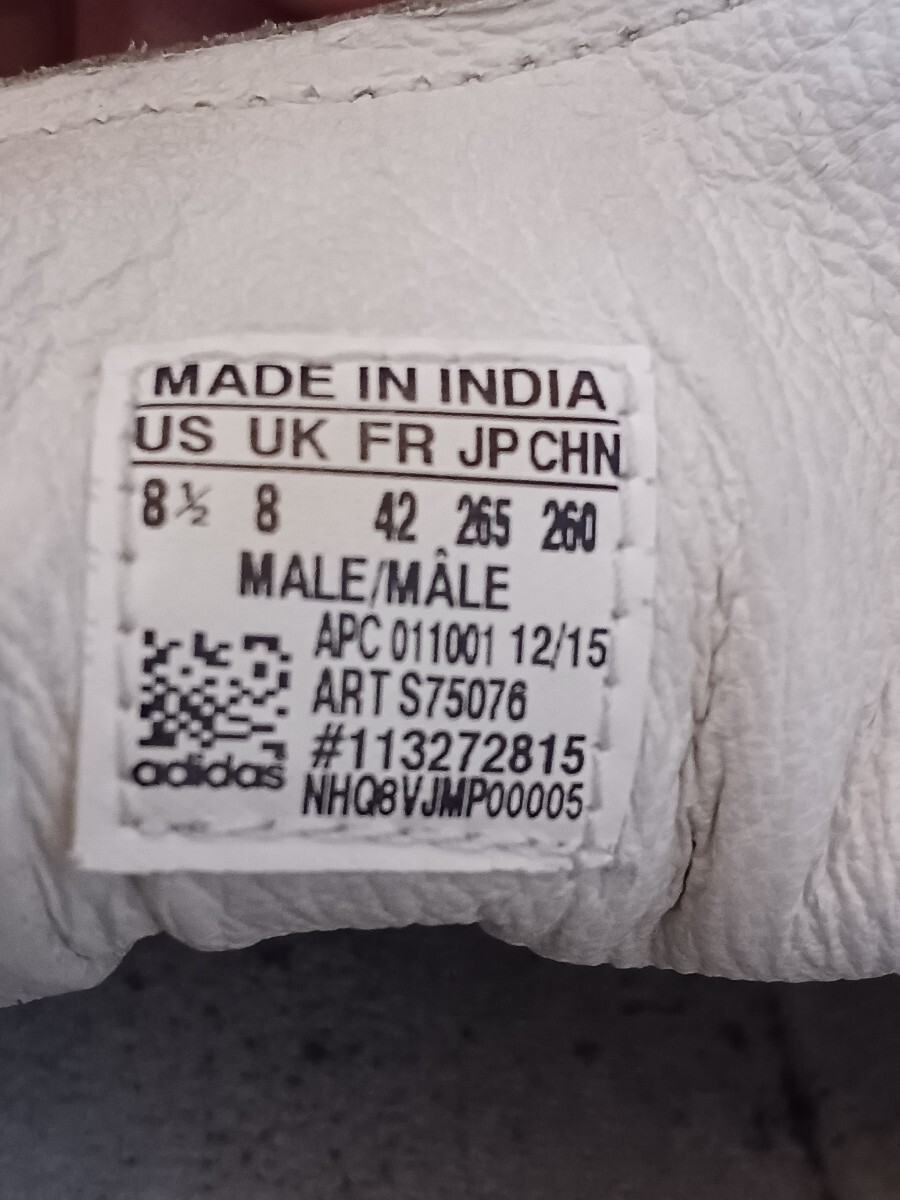 MADE IN INDIA
US UK FR JP CHN
8½ 8 42 265 260
MALE/MÂLE
APC 011001 12/15
ART S75076
#113272815
adidas
NHQ8VJMP00005